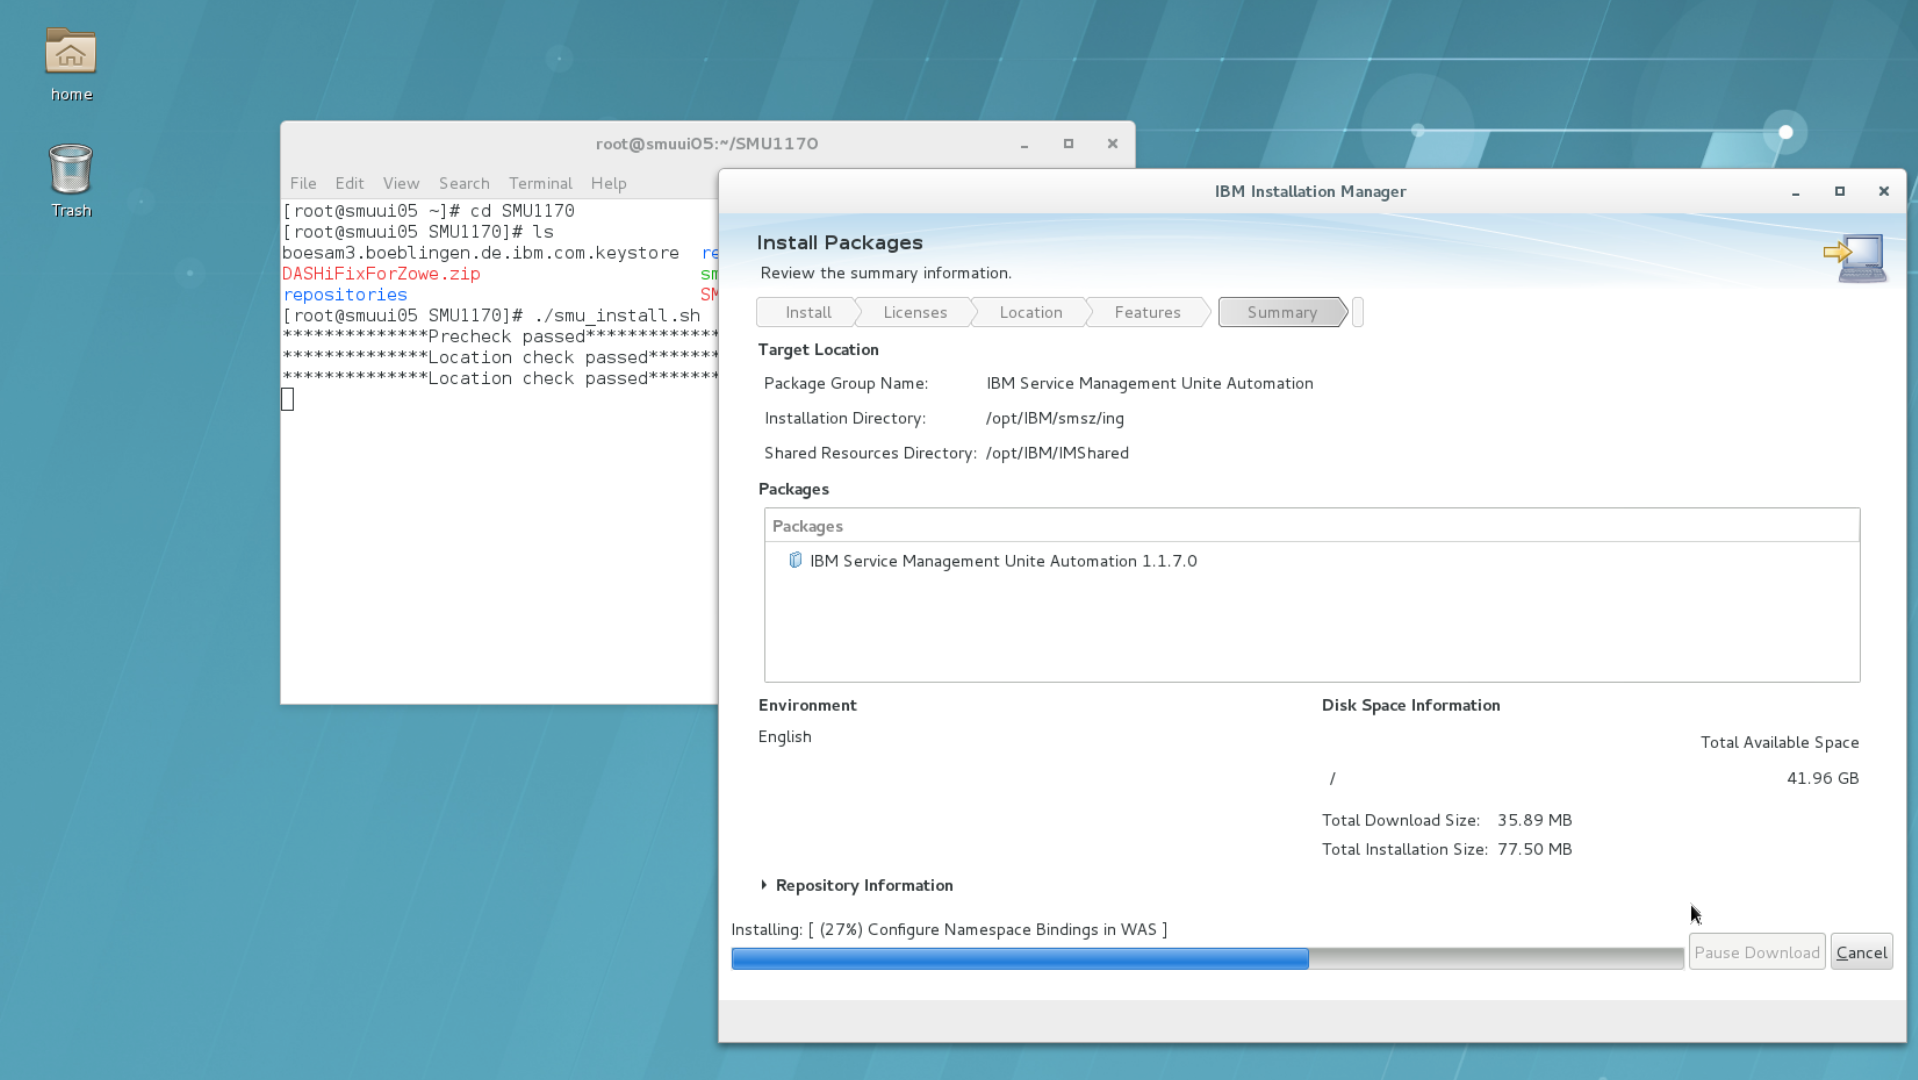 home
Trash
root@smuui05:~/SMU1170
File Edit View Search Terminal Help
[root@smuui05 ~]# cd SMU1170
[root@smuui05 SMU1170]# ls
boesam3.boeblingen.de.ibm.com.keystore re
DASHiFixForZowe.zip sm
repositories SM
[root@smuui05 SMU1170]# ./smu_install.sh
**************Precheck passed*************
**************Location check passed*******
**************Location check passed*******
IBM Installation Manager
Install Packages
Review the summary information.
Install Licenses Location Features Summary
Target Location
Package Group Name: IBM Service Management Unite Automation
Installation Directory: /opt/IBM/smsz/ing
Shared Resources Directory: /opt/IBM/IMShared
Packages
Packages
IBM Service Management Unite Automation 1.1.7.0
Environment
English
Disk Space Information
Total Available Space
/ 41.96 GB
Total Download Size: 35.89 MB
Total Installation Size: 77.50 MB
Repository Information
Installing: [ (27%) Configure Namespace Bindings in WAS ]
Pause Download Cancel